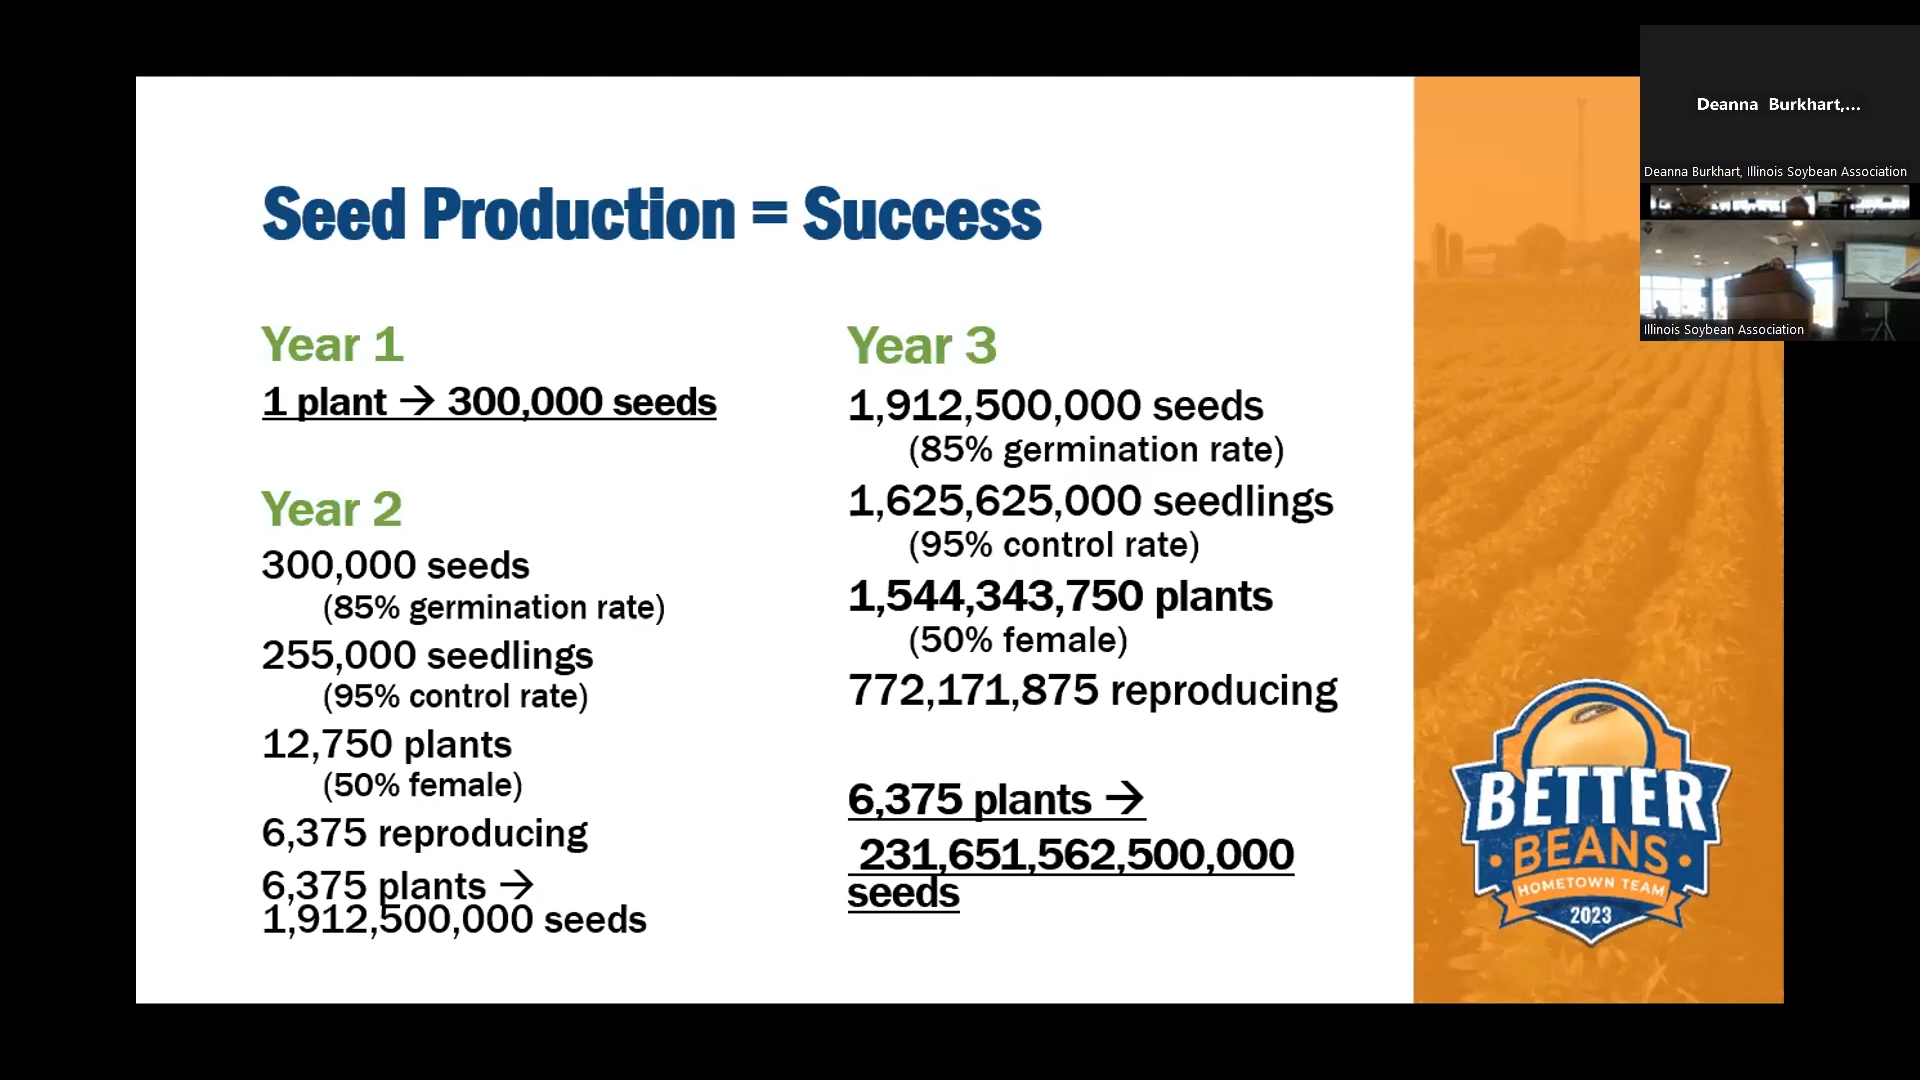 Seed Production = Success
Year 1
1 plant → 300,000 seeds
Year 2
300,000 seeds
(85% germination rate)
255,000 seedlings
(95% control rate)
12,750 plants
(50% female)
6,375 reproducing
6,375 plants →
1,912,500,000 seeds
Year 3
1,912,500,000 seeds
(85% germination rate)
1,625,625,000 seedlings
(95% control rate)
1,544,343,750 plants
(50% female)
772,171,875 reproducing
6,375 plants →
231,651,562,500,000
seeds
BETTER
• BEANS •
HOMETOWN TEAM
2023
Deanna Burkhart,...
Deanna Burkhart, Illinois Soybean Association
Illinois Soybean Association